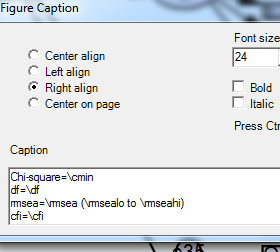 Figure Caption
Font size
Center align
24
Left align
Right align
Bold
Center on page
Italic
Press Ctr
Caption
Chi-square=\cmin
df=\df
rmsea=\rmsea (\rmsealo to \rmseahi)
cfi=\cfi